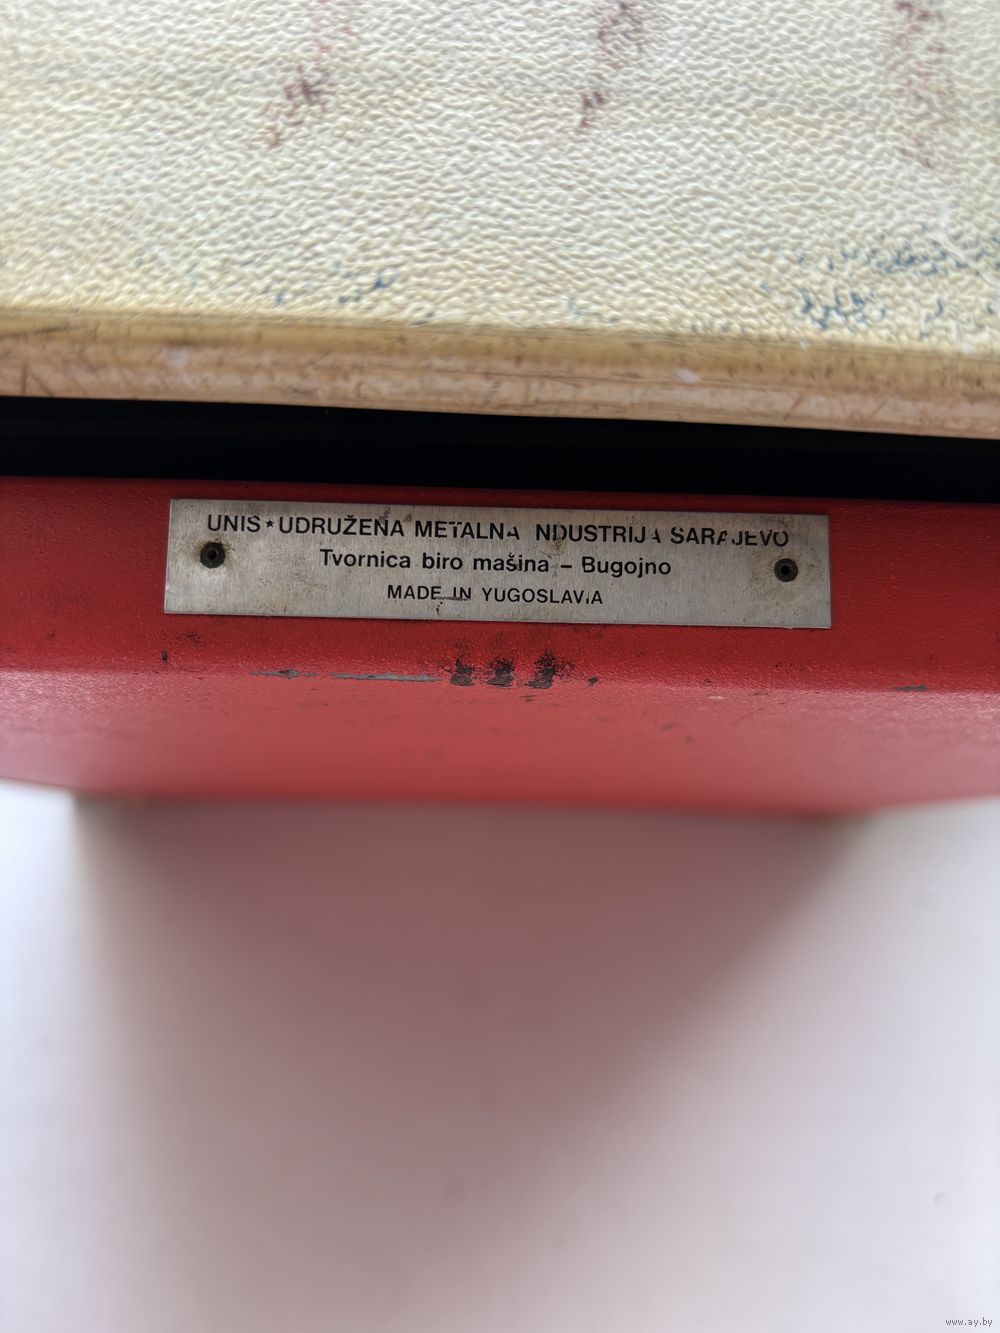 UNIS★UDRUŽENA METALNA NDUSTRIJA SARAJEVO
Tvornica biro mašina – Bugojno
MADE IN YUGOSLAVIA
www.ay.by